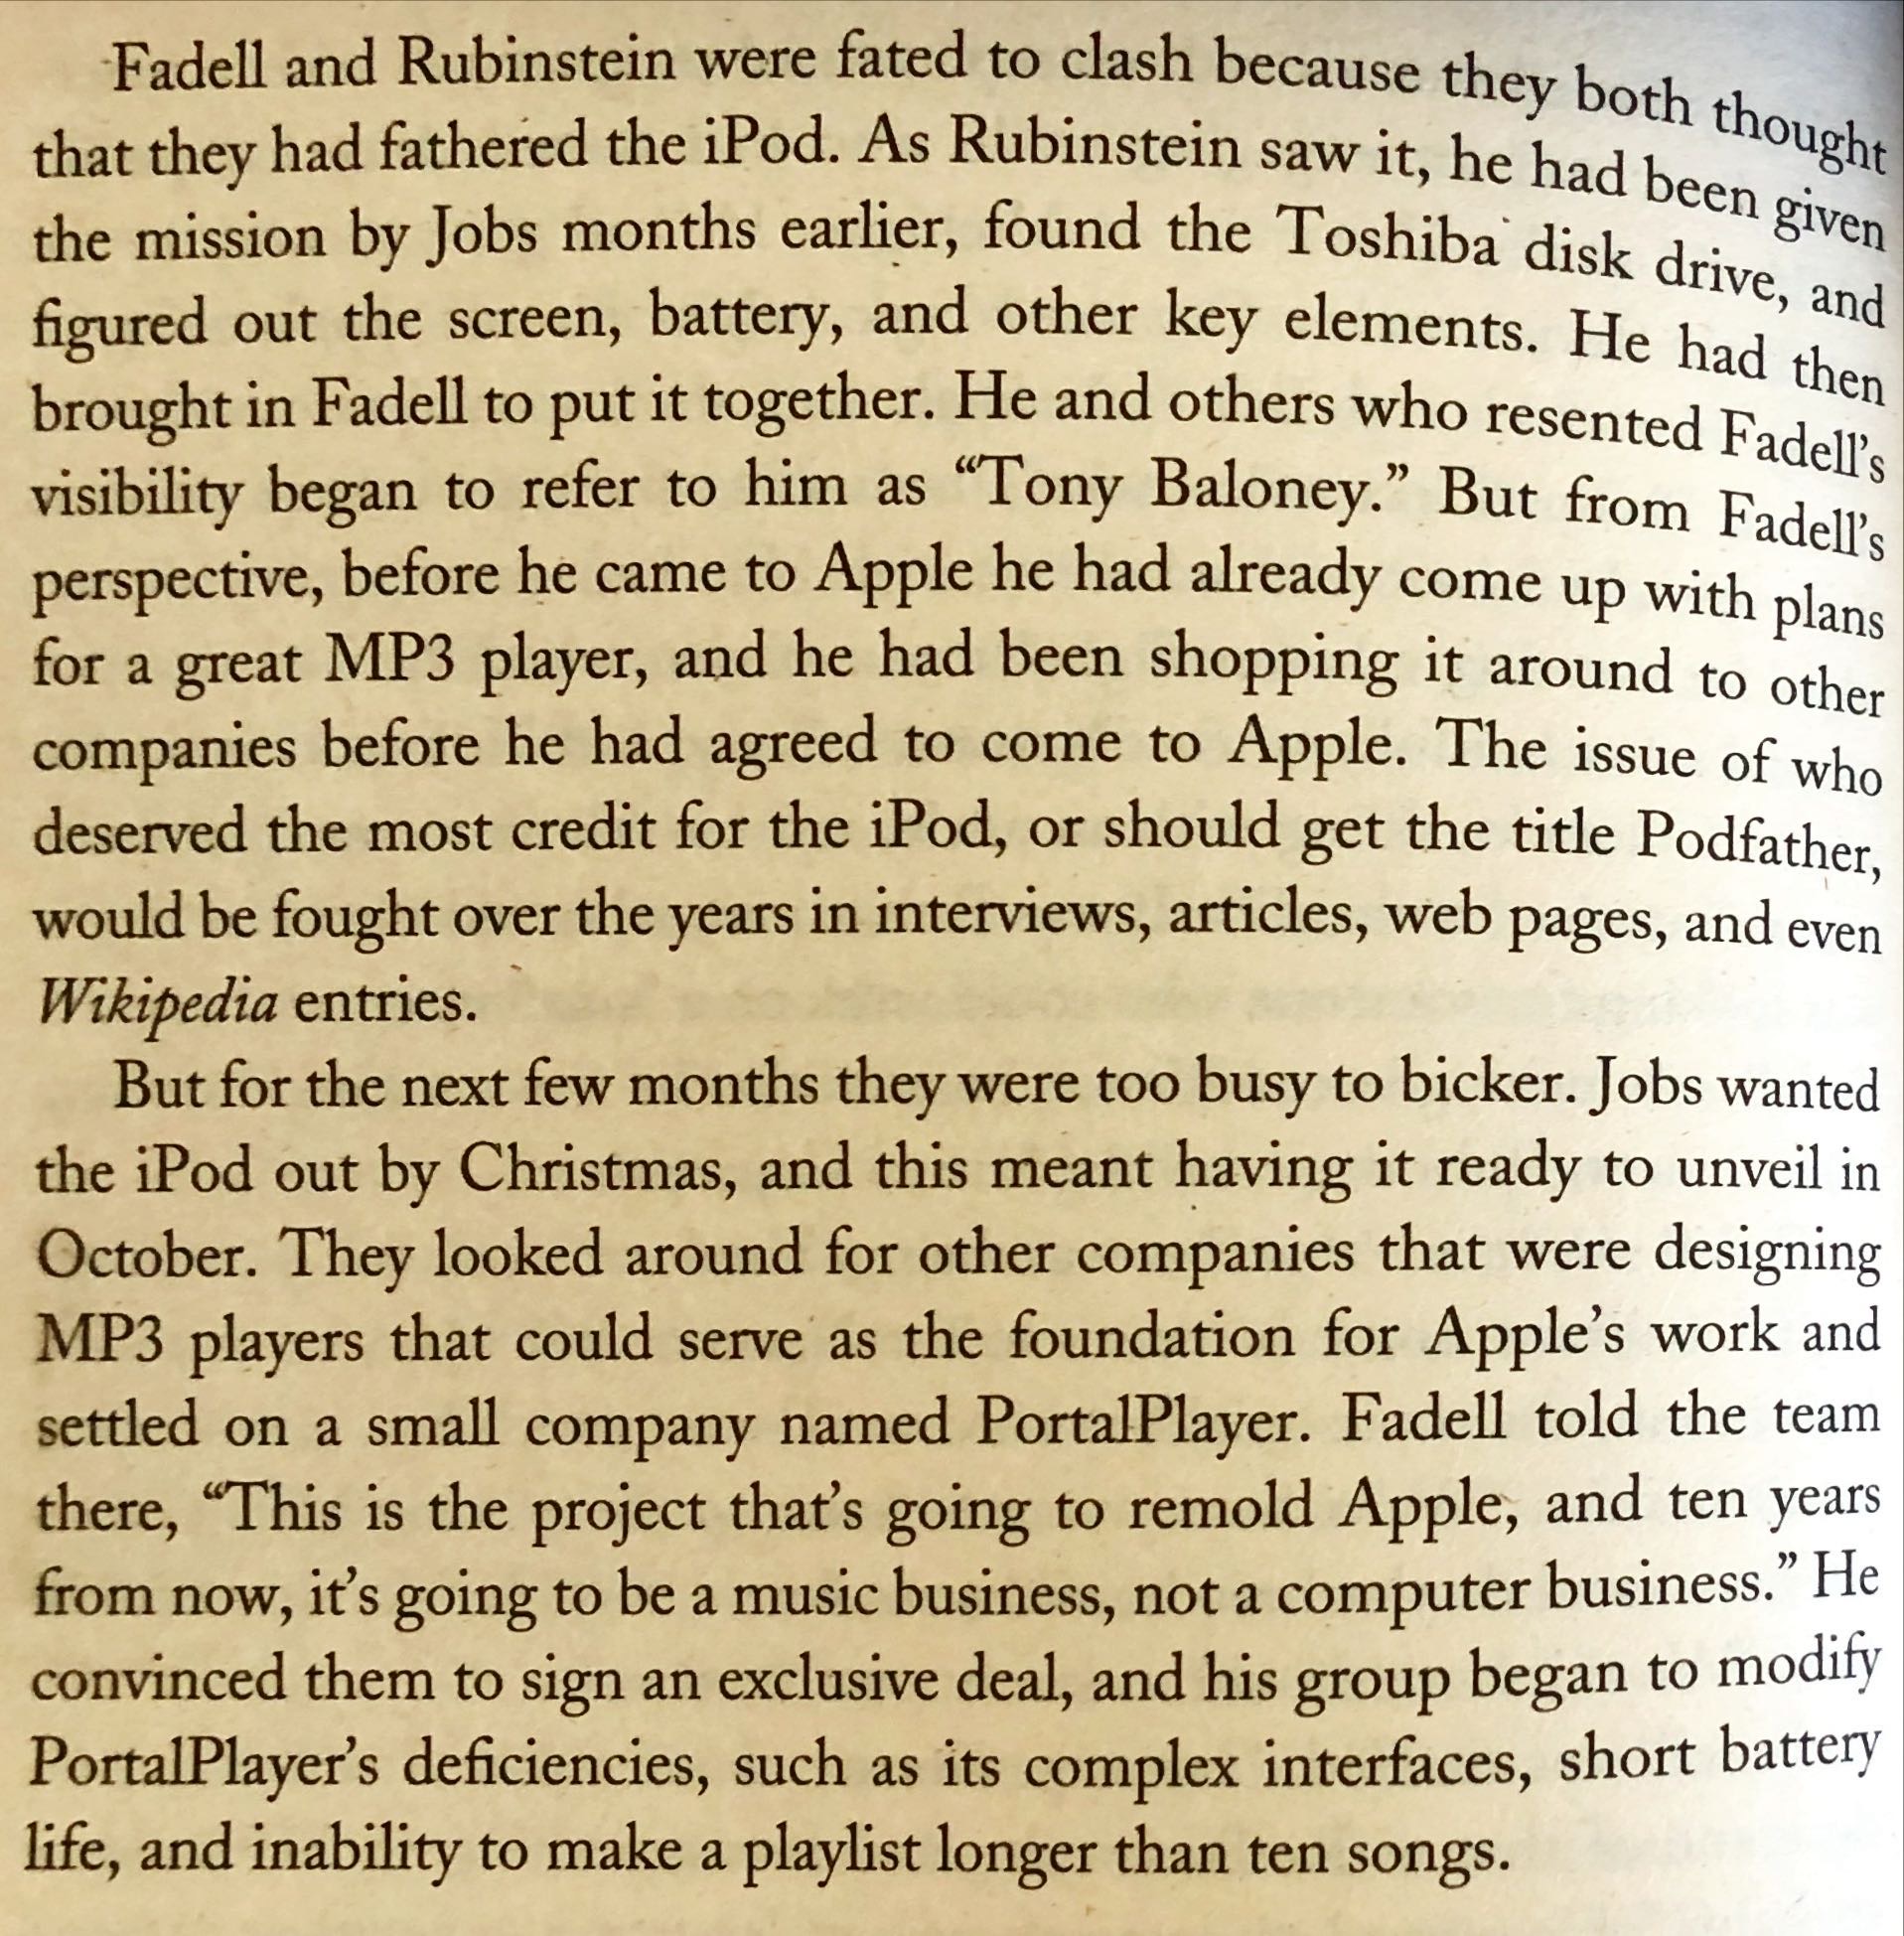 Fadell and Rubinstein were fated to clash because they both thought
that they had fathered the iPod. As Rubinstein saw it, he had been given
the mission by Jobs months earlier, found the Toshiba disk drive, and
figured out the screen, battery, and other key elements. He had then
brought in Fadell to put it together. He and others who resented Fadell’s
visibility began to refer to him as “Tony Baloney.” But from Fadell’s
perspective, before he came to Apple he had already come up with plans
for a great MP3 player, and he had been shopping it around to other
companies before he had agreed to come to Apple. The issue of who
deserved the most credit for the iPod, or should get the title Podfather,
would be fought over the years in interviews, articles, web pages, and even
Wikipedia entries.
But for the next few months they were too busy to bicker. Jobs wanted
the iPod out by Christmas, and this meant having it ready to unveil in
October. They looked around for other companies that were designing
MP3 players that could serve as the foundation for Apple’s work and
settled on a small company named PortalPlayer. Fadell told the team
there, “This is the project that’s going to remold Apple, and ten years
from now, it’s going to be a music business, not a computer business.” He
convinced them to sign an exclusive deal, and his group began to modify
PortalPlayer’s deficiencies, such as its complex interfaces, short battery
life, and inability to make a playlist longer than ten songs.